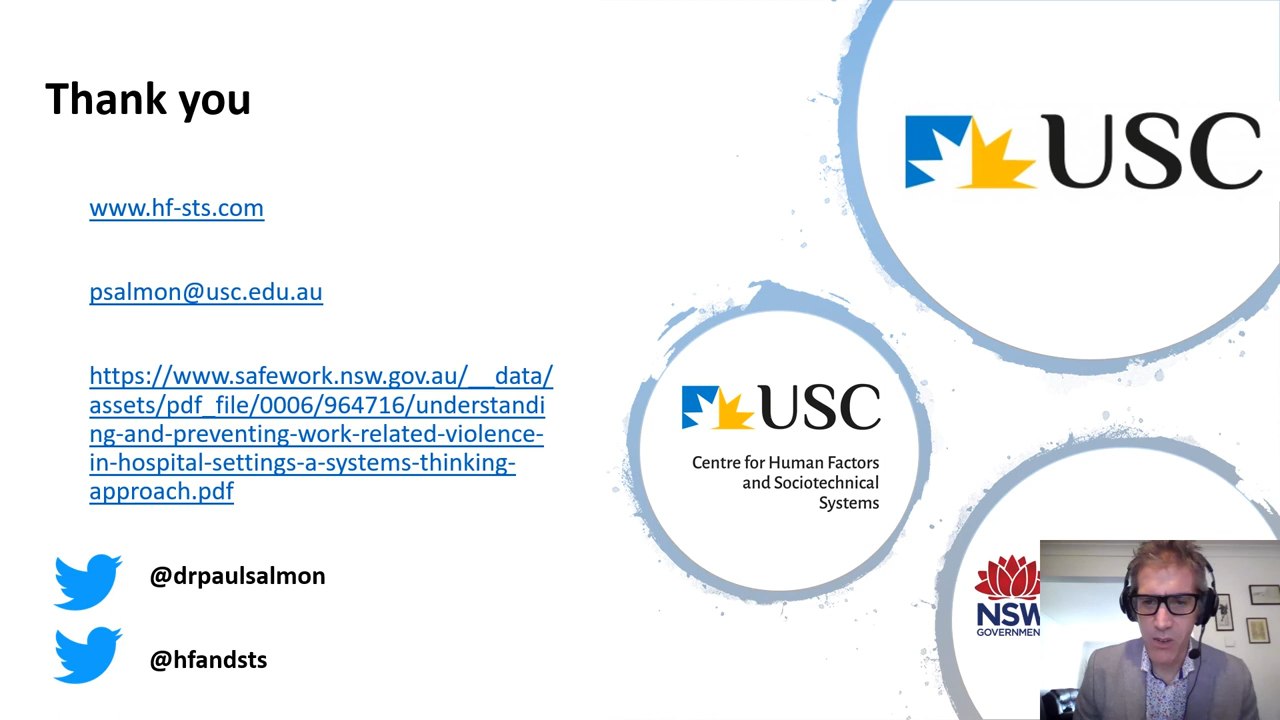 Thank you
www.hf-sts.com
psalmon@usc.edu.au
https://www.safework.nsw.gov.au/__data/
assets/pdf_file/0006/964716/understandi
ng-and-preventing-work-related-violence-
in-hospital-settings-a-systems-thinking-
approach.pdf
@drpaulsalmon
@hfandsts
USC
USC
Centre for Human Factors
and Sociotechnical
Systems
NSW
GOVERNMEN